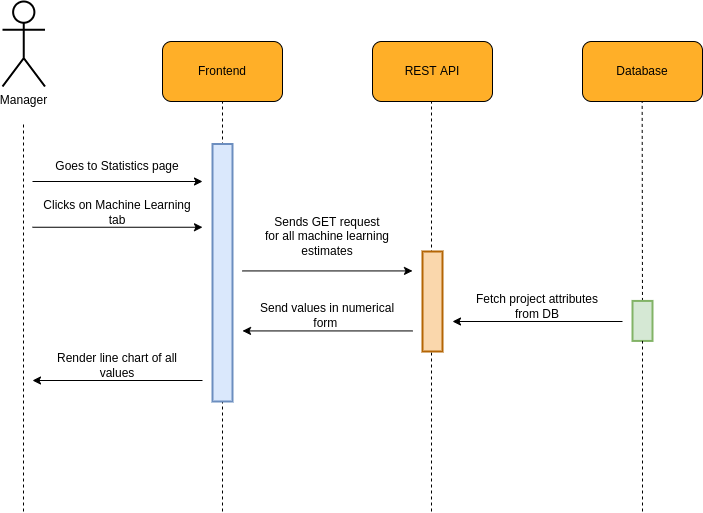 Manager
Frontend
REST API
Database
Goes to Statistics page
Clicks on Machine Learning
tab
Sends GET request
for all machine learning
estimates
Fetch project attributes
from DB
Send values in numerical
form
Render line chart of all
values